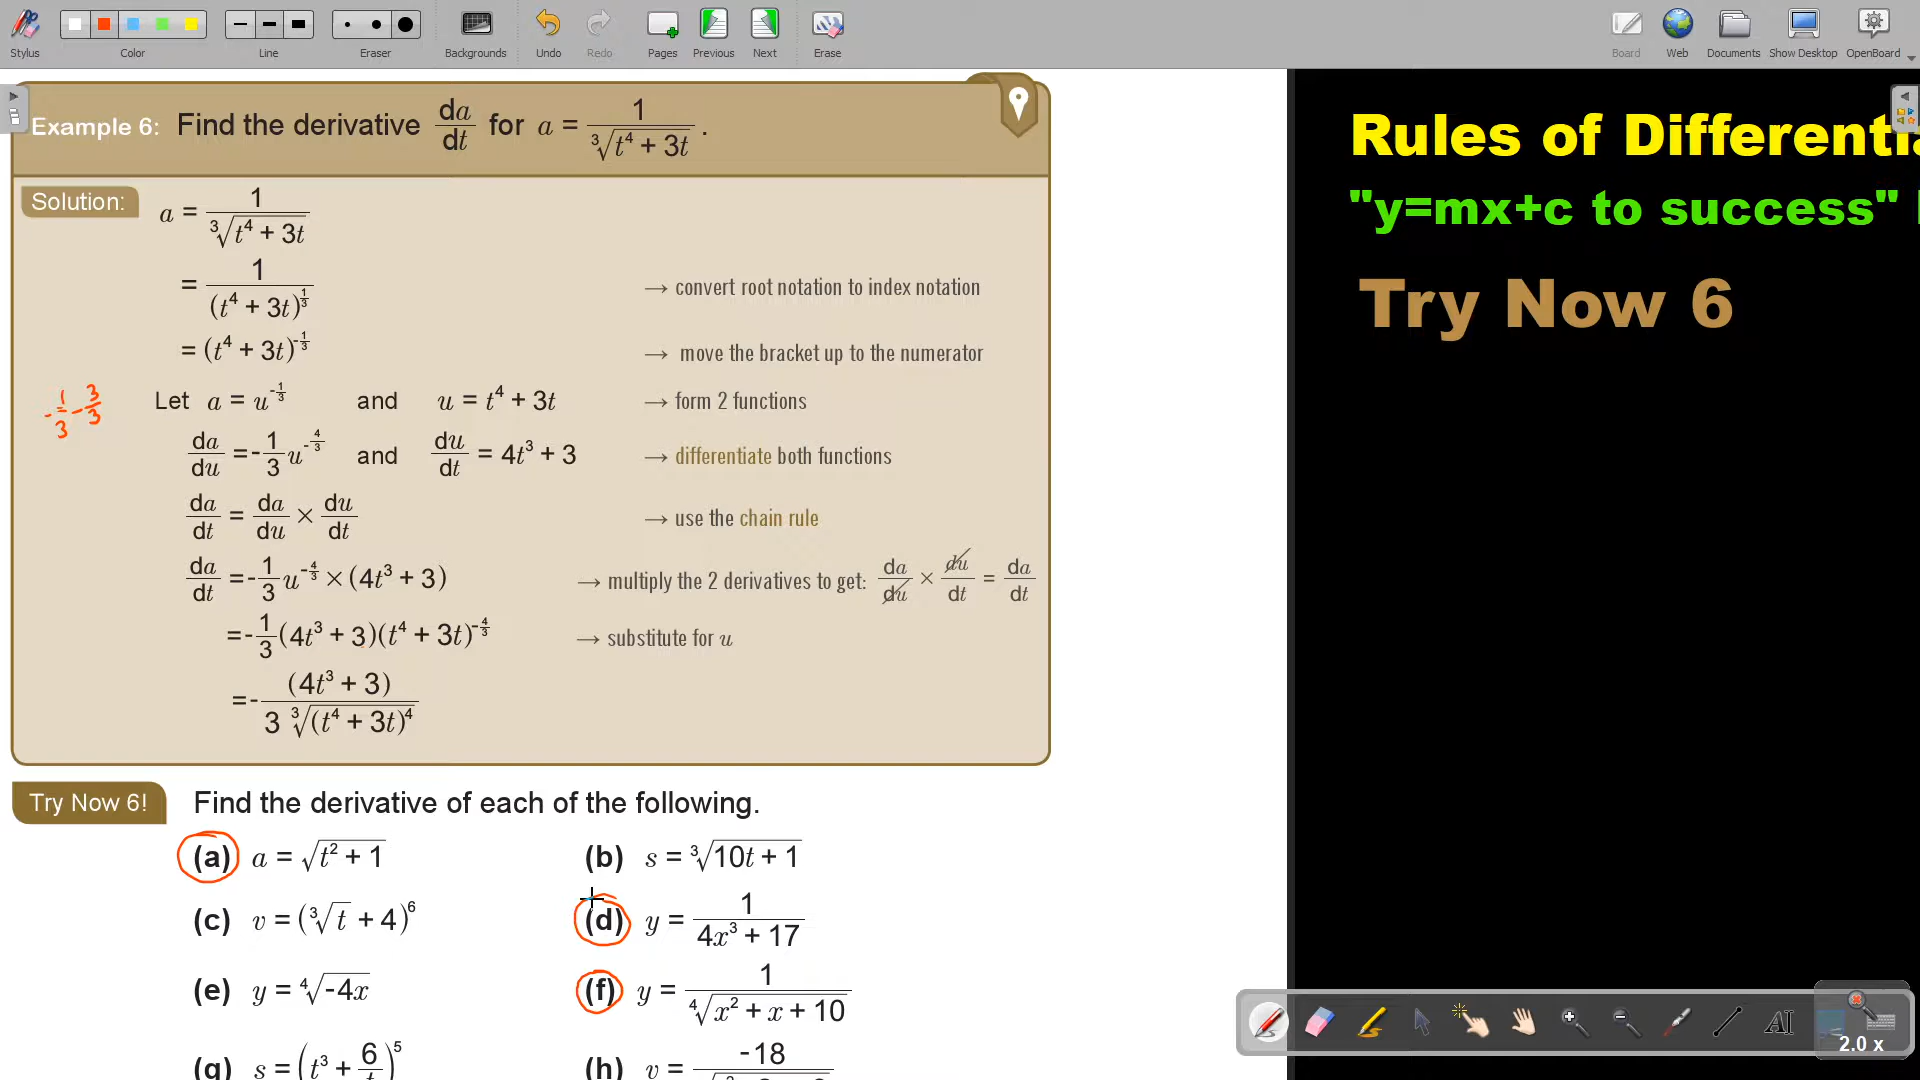 Stylus Color Line Eraser Backgrounds Undo Redo Pages Previous Next Erase Board Web Documents Show Desktop OpenBoard
Example 6: Find the derivative da/dt for a = 1/∛(t⁴ + 3t).
Solution: a = 1/∛(t⁴ + 3t)
= 1/(t⁴ + 3t)^(1/3) → convert root notation to index notation
= (t⁴ + 3t)^(-1/3) → move the bracket up to the numerator
-1/3 - 3/3
Let a = u^(-1/3) and u = t⁴ + 3t → form 2 functions
da/du = -1/3 u^(-4/3) and du/dt = 4t³ + 3 → differentiate both functions
da/dt = da/du × du/dt → use the chain rule
da/dt = -1/3 u^(-4/3) × (4t³ + 3) → multiply the 2 derivatives to get: da/du × du/dt = da/dt
= -1/3 (4t³ + 3)(t⁴ + 3t)^(-4/3) → substitute for u
= - (4t³ + 3)/(3 ∛(t⁴ + 3t)⁴)
Try Now 6! Find the derivative of each of the following.
(a) a = √(t² + 1) (b) s = ∛(10t + 1)
(c) v = (∛t + 4)⁶ (d) y = 1/(4x³ + 17)
(e) y = ∜(-4x) (f) y = 1/∜(x² + x + 10)
(g) s = (t³ + 6/t)⁵ (h) v = -18
Rules of Differenti
"y=mx+c to success"
Try Now 6
2.0 x